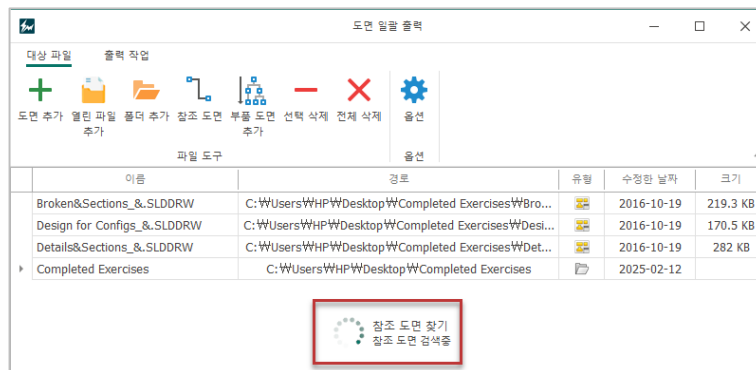 도면 일괄 출력
대상 파일 출력 작업
도면 추가 열린 파일 추가 폴더 추가 참조 도면 부품 도면 추가 선택 삭제 전체 삭제 옵션
파일 도구 옵션
이름 경로 유형 수정한 날짜 크기
Broken&Sections_&.SLDDRW C:₩Users₩HP₩Desktop₩Completed Exercises₩Bro... 2016-10-19 219.3 KB
Design for Configs_&.SLDDRW C:₩Users₩HP₩Desktop₩Completed Exercises₩Desi... 2016-10-19 170.5 KB
Details&Sections_&.SLDDRW C:₩Users₩HP₩Desktop₩Completed Exercises₩Det... 2016-10-19 282 KB
Completed Exercises C:₩Users₩HP₩Desktop₩Completed Exercises 2025-02-12
참조 도면 찾기
참조 도면 검색중